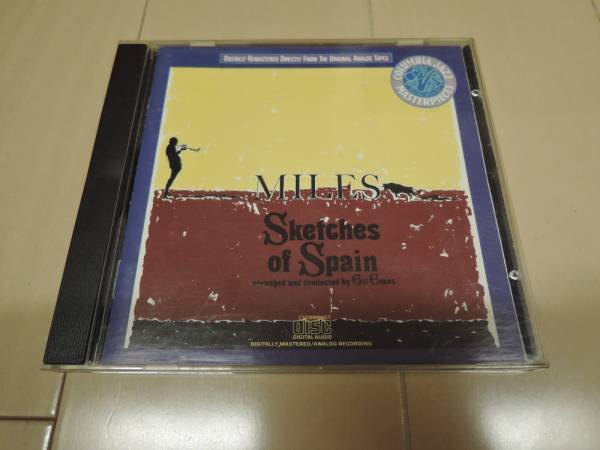 DIGITALLY REMASTERED DIRECTLY FROM THE ORIGINAL ANALOG TAPES
COLUMBIA JAZZ
MASTERPIECES
MILES
Sketches
of Spain
arranged and conducted by Gil Evans
COMPACT
DISC
DIGITAL AUDIO
DIGITALLY MASTERED/ANALOG RECORDING